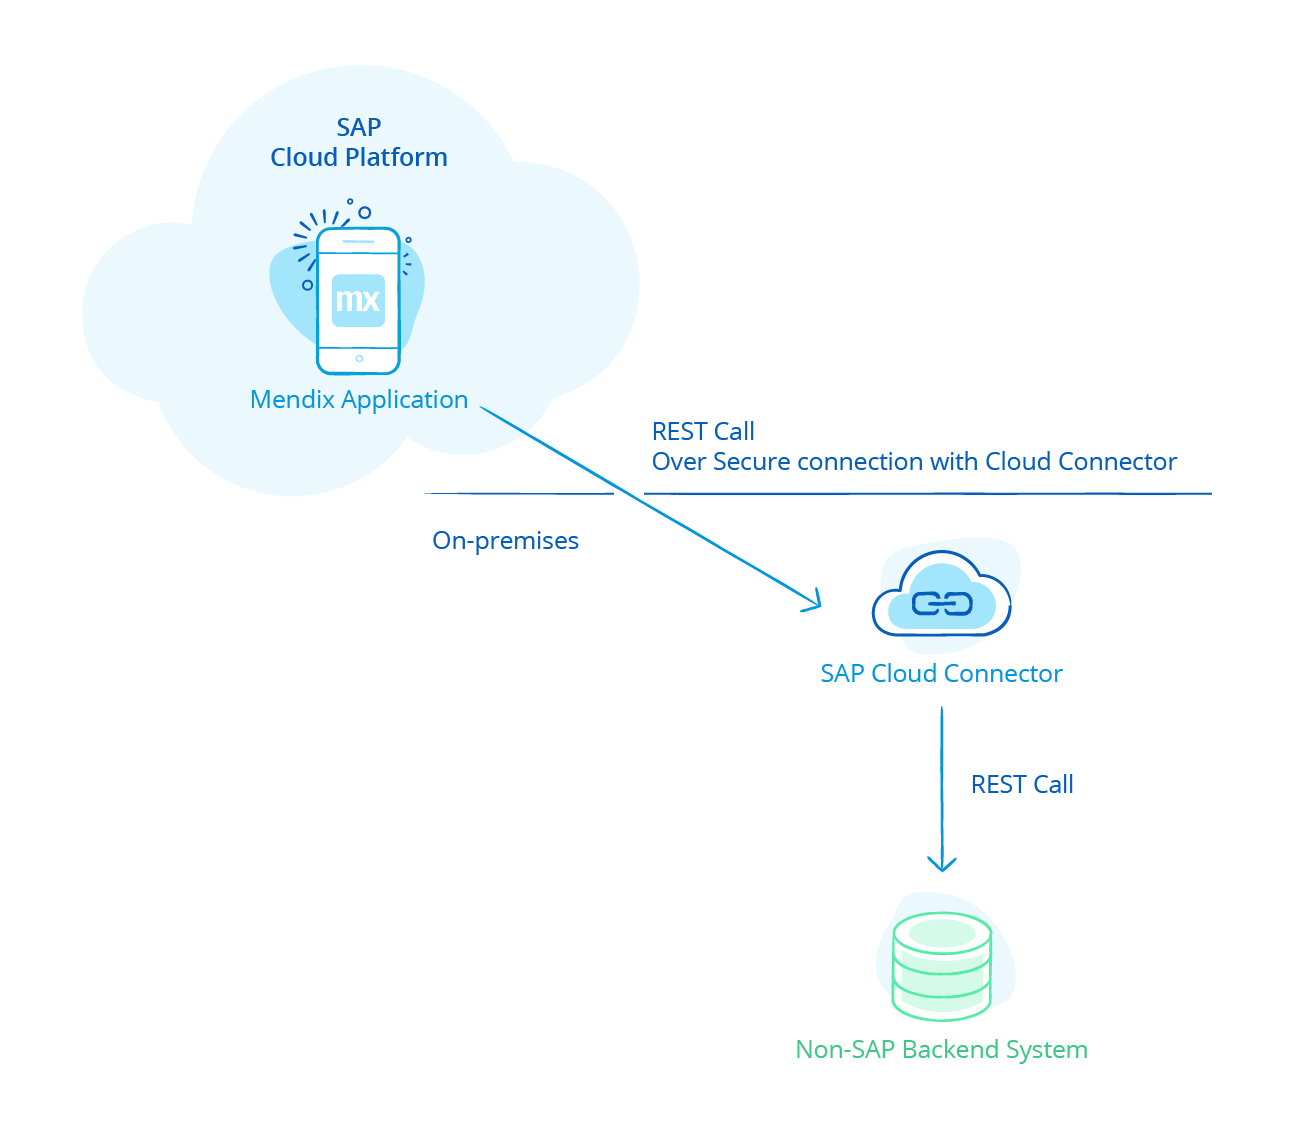 SAP
Cloud Platform
mx
Mendix Application
REST Call
Over Secure connection with Cloud Connector
On-premises
SAP Cloud Connector
REST Call
Non-SAP Backend System